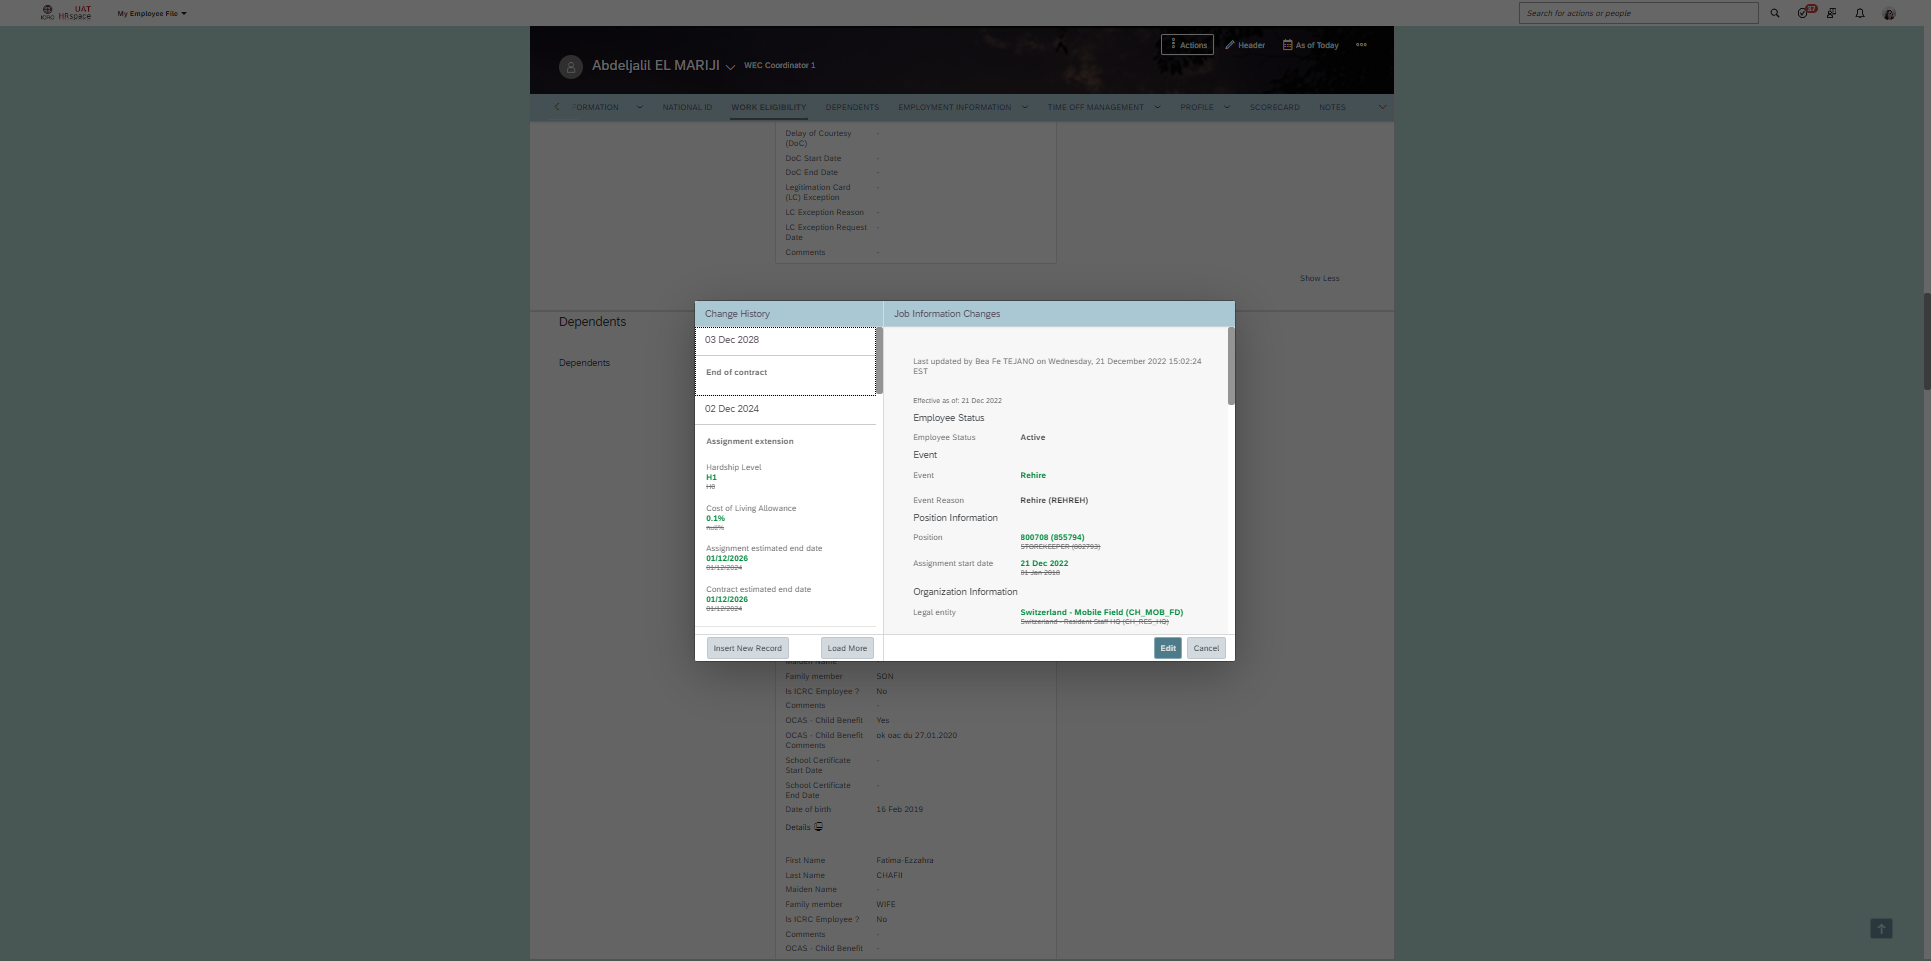 UAT
ICRC HRspace
My Employee File
Search for actions or people
37
Actions
Header
As of Today
Abdeljalil EL MARIJI
WEC Coordinator 1
FORMATION
NATIONAL ID
WORK ELIGIBILITY
DEPENDENTS
EMPLOYMENT INFORMATION
TIME OFF MANAGEMENT
PROFILE
SCORECARD
NOTES
Delay of Courtesy
(DoC) -
DoC Start Date -
DoC End Date -
Legitimation Card
(LC) Exception -
LC Exception Reason -
LC Exception Request
Date -
Comments -
Show Less
Dependents
Dependents
Change History
03 Dec 2028
End of contract
02 Dec 2024
Assignment extension
Hardship Level
H1
H0
Cost of Living Allowance
0.1%
Assignment estimated end date
01/12/2026
01/12/2024
Contract estimated end date
01/12/2026
01/12/2024
Insert New Record
Load More
Job Information Changes
Last updated by Bea Fe TEJANO on Wednesday, 21 December 2022 15:02:24
EST
Effective as of: 21 Dec 2022
Employee Status
Employee Status Active
Event
Event Rehire
Event Reason Rehire (REHREH)
Position Information
Position 800708 (855794)
STOREKEEPER (802793)
Assignment start date 21 Dec 2022
01 Jan 2018
Organization Information
Legal entity Switzerland - Mobile Field (CH_MOB_FD)
Switzerland - Resident Staff HQ (CH_RES_HQ)
Edit
Cancel
Maiden Name
Family member SON
Is ICRC Employee ? No
Comments -
OCAS - Child Benefit Yes
OCAS - Child Benefit ok oac du 27.01.2020
Comments
School Certificate -
Start Date
School Certificate -
End Date
Date of birth 16 Feb 2019
Details
First Name Fatima-Ezzahra
Last Name CHAFII
Maiden Name -
Family member WIFE
Is ICRC Employee ? No
Comments -
OCAS - Child Benefit -